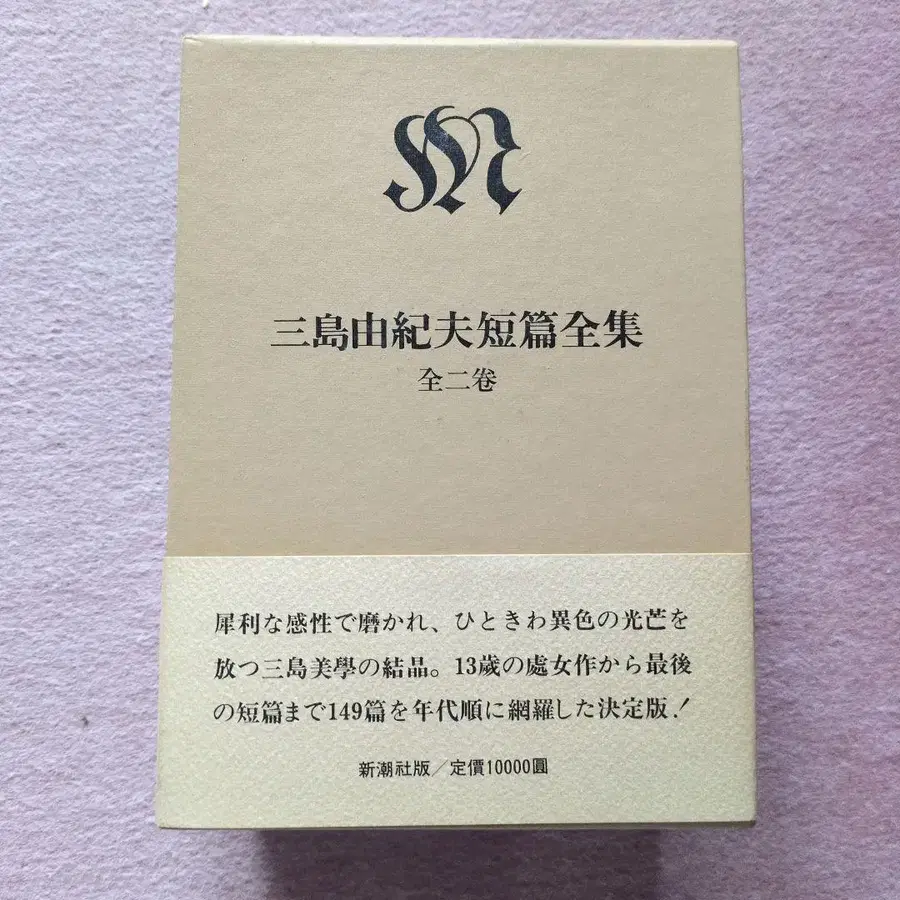 M
三島由紀夫短篇全集
全二卷
犀利な感性で磨かれ、ひときわ異色の光芒を
放つ三島美學の結晶。13歲の處女作から最後
の短篇まで149篇を年代順に網羅した決定版！
新潮社版／定價10000圓